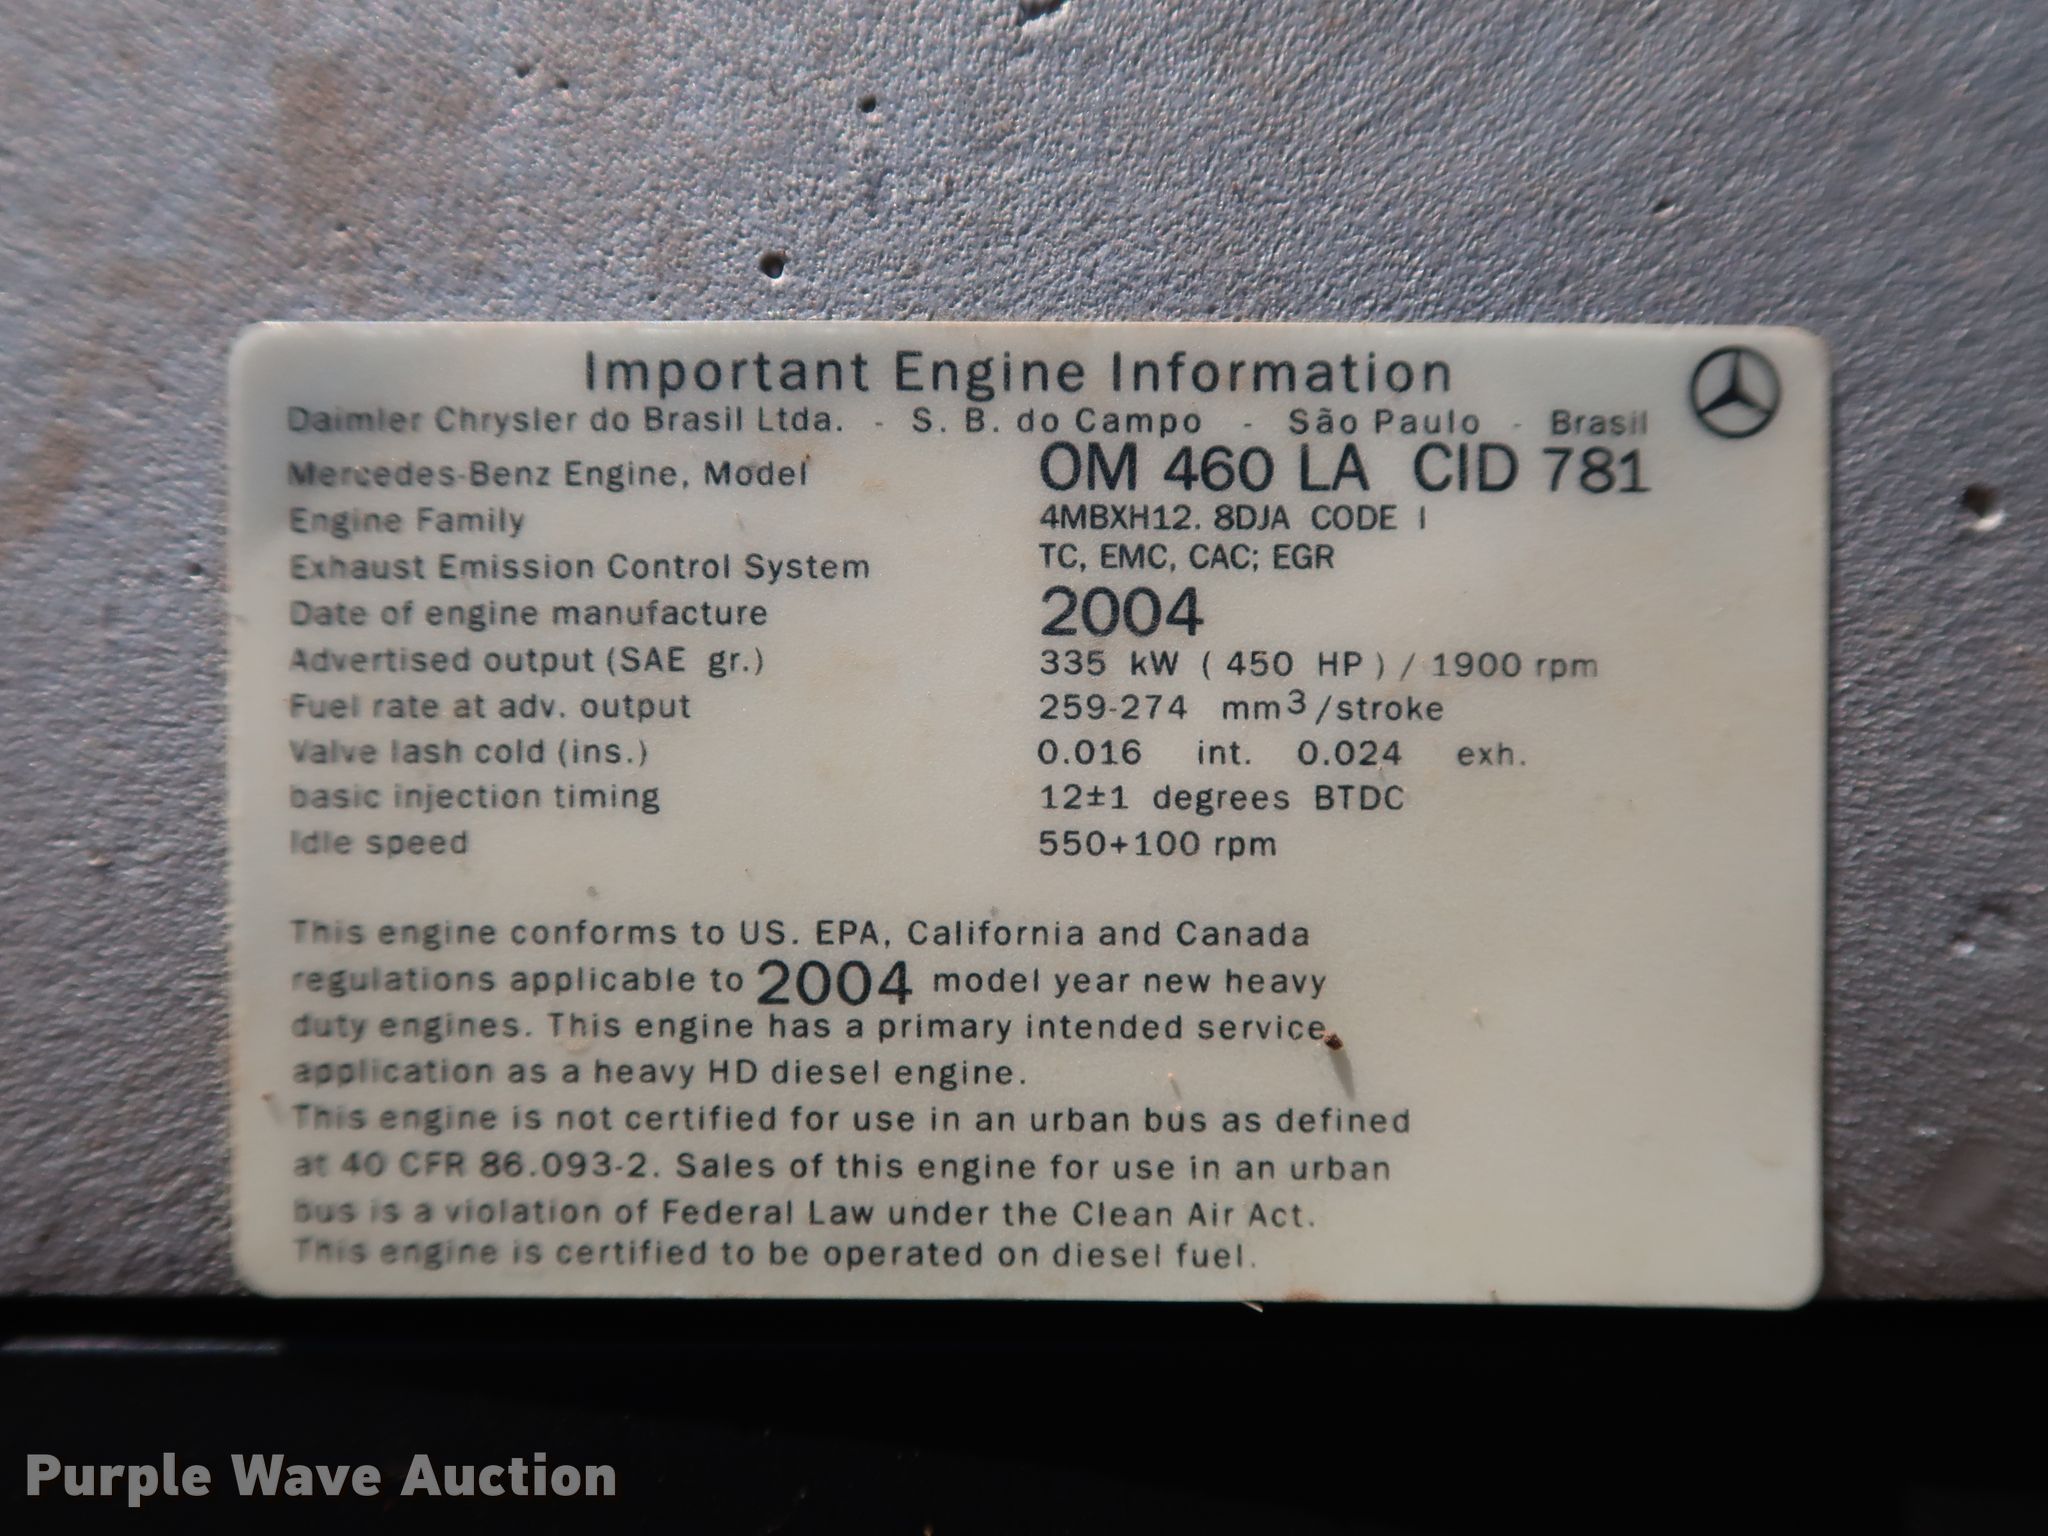 Important Engine Information
Daimler Chrysler do Brasil Ltda. - S. B. do Campo - São Paulo - Brasil
Mercedes-Benz Engine, Model OM 460 LA CID 781
Engine Family 4MBXH12. 8DJA CODE I
Exhaust Emission Control System TC, EMC, CAC; EGR
Date of engine manufacture 2004
Advertised output (SAE gr.) 335 kW ( 450 HP ) / 1900 rpm
Fuel rate at adv. output 259-274 mm3/stroke
Valve lash cold (ins.) 0.016 int. 0.024 exh.
basic injection timing 12±1 degrees BTDC
Idle speed 550+100 rpm
This engine conforms to US. EPA, California and Canada
regulations applicable to 2004 model year new heavy
duty engines. This engine has a primary intended service
application as a heavy HD diesel engine.
This engine is not certified for use in an urban bus as defined
at 40 CFR 86.093-2. Sales of this engine for use in an urban
bus is a violation of Federal Law under the Clean Air Act.
This engine is certified to be operated on diesel fuel.
Purple Wave Auction